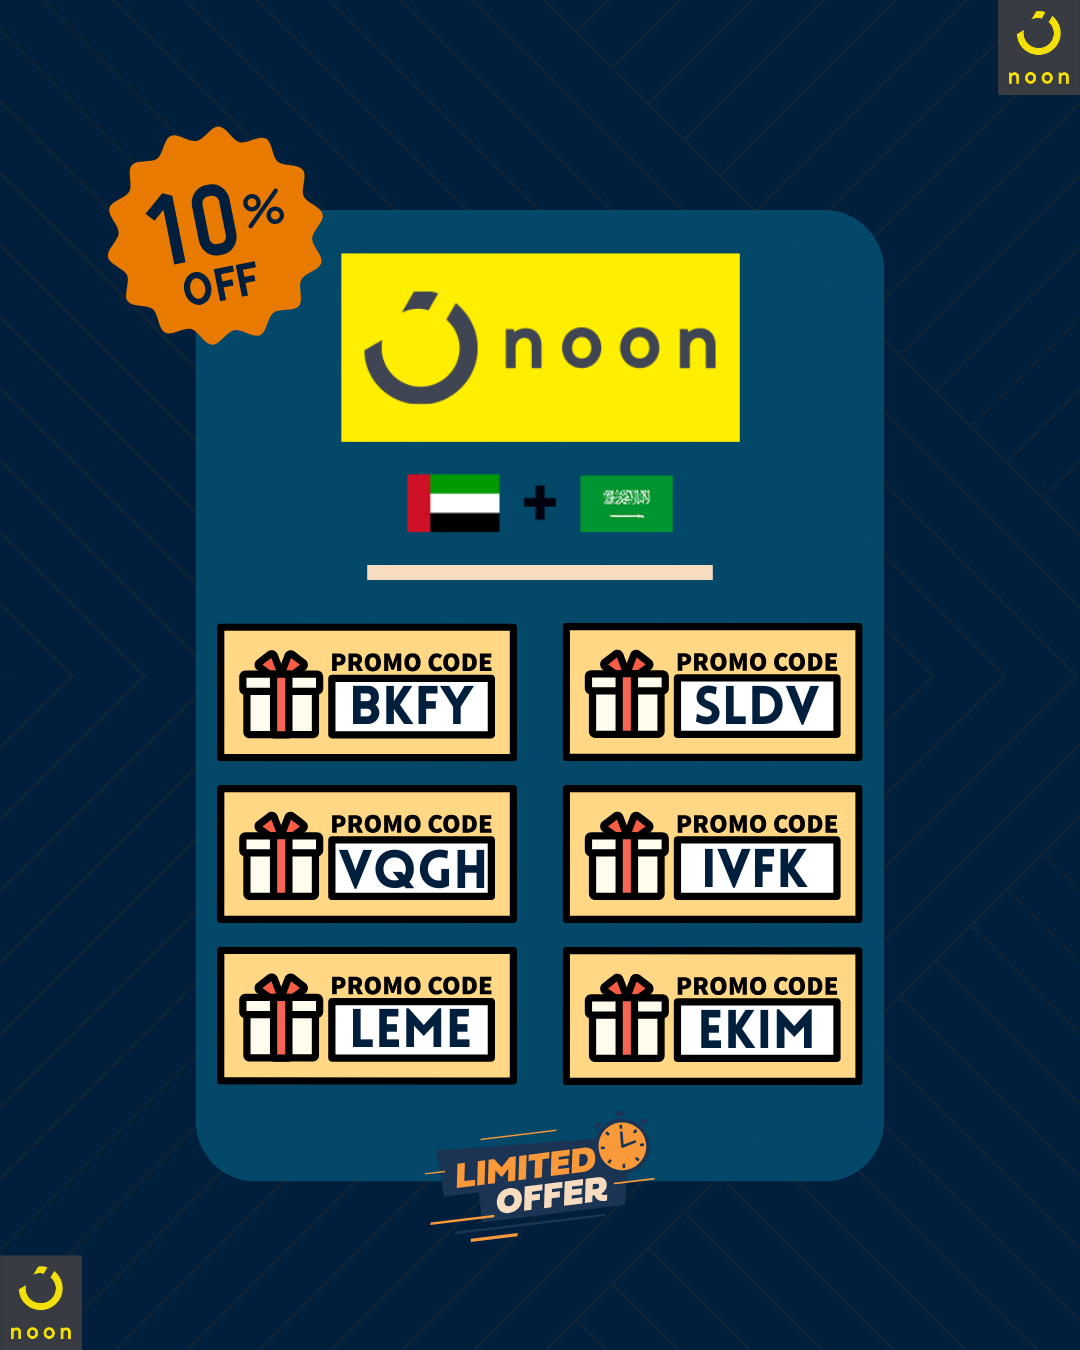 noon
10%
OFF
noon
PROMO CODE
BKFY
PROMO CODE
SLDV
PROMO CODE
VQGH
PROMO CODE
IVFK
PROMO CODE
LEME
PROMO CODE
EKIM
LIMITED
OFFER
noon